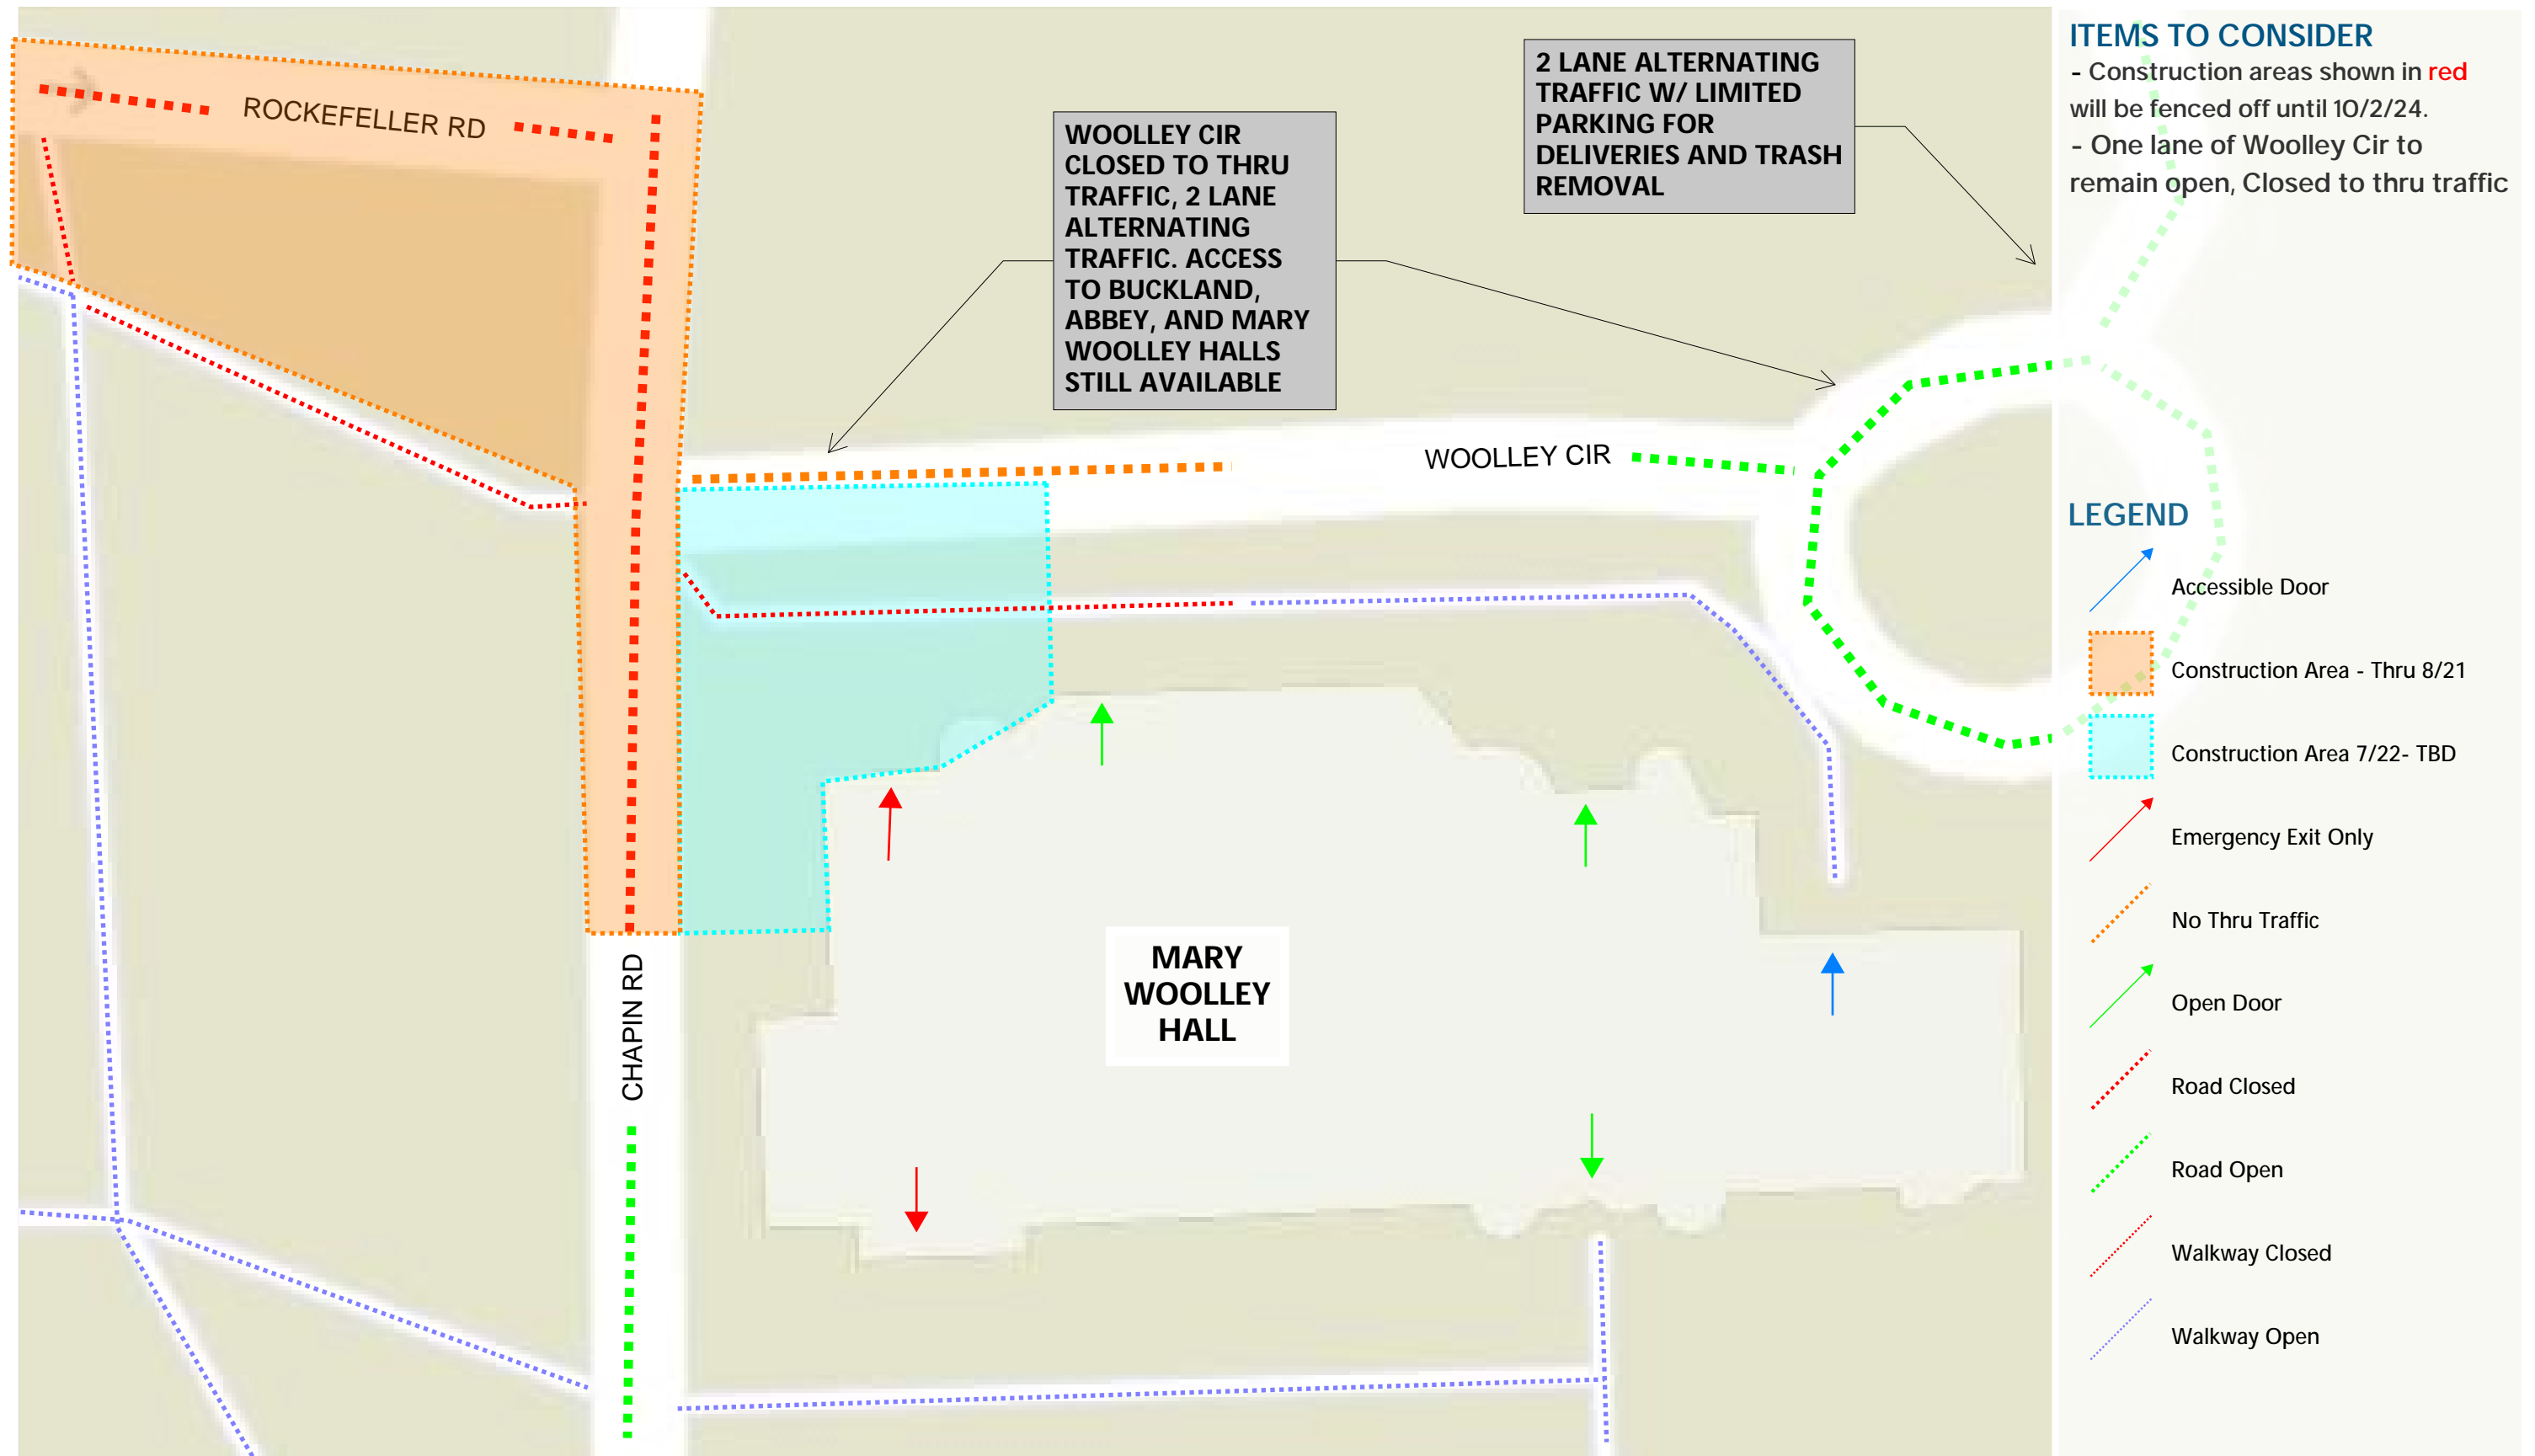 ROCKEFELLER RD
WOOLLEY CIR
CLOSED TO THRU
TRAFFIC, 2 LANE
ALTERNATING
TRAFFIC. ACCESS
TO BUCKLAND,
ABBEY, AND MARY
WOOLLEY HALLS
STILL AVAILABLE
2 LANE ALTERNATING
TRAFFIC W/ LIMITED
PARKING FOR
DELIVERIES AND TRASH
REMOVAL
WOOLLEY CIR
CHAPIN RD
MARY
WOOLLEY
HALL
ITEMS TO CONSIDER
- Construction areas shown in red
will be fenced off until 10/2/24.
- One lane of Woolley Cir to
remain open, Closed to thru traffic
LEGEND
Accessible Door
Construction Area - Thru 8/21
Construction Area 7/22- TBD
Emergency Exit Only
No Thru Traffic
Open Door
Road Closed
Road Open
Walkway Closed
Walkway Open